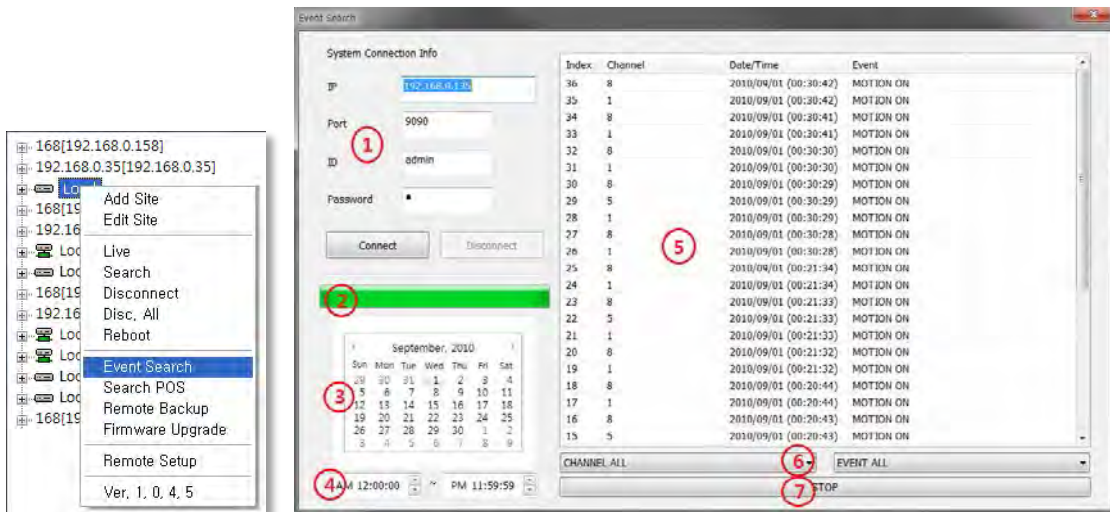 168[192.168.0.158]
192.168.0.35[192.168.0.35]
Add Site
168[19
Edit Site
192.16
Loc
Live
Loc
Search
168[19
Disconnect
192.16
Disc, All
Loc
Reboot
Loc
Event Search
Loc
Search POS
Loc
Remote Backup
168[19
Firmware Upgrade
Remote Setup
Ver, 1, 0, 4, 5
Event Search
System Connection Info
IP
192.168.0.135
Port
9090
1
ID
admin
Password
Connect
Disconnect
2
September, 2010
Sun Mon Tue Wed Thu Fri Sat
29 30 31 1 2 3 4
5 6 7 8 9 10 11
3
12 13 14 15 16 17 18
19 20 21 22 23 24 25
26 27 28 29 30 1 2
3 4 5 6 7 8 9
4
AM 12:00:00 ~ PM 11:59:59
Index Channel Date/Time Event
36 8 2010/09/01 (00:30:42) MOTION ON
35 1 2010/09/01 (00:30:42) MOTION ON
34 8 2010/09/01 (00:30:41) MOTION ON
33 1 2010/09/01 (00:30:41) MOTION ON
32 8 2010/09/01 (00:30:30) MOTION ON
31 1 2010/09/01 (00:30:30) MOTION ON
30 8 2010/09/01 (00:30:29) MOTION ON
29 5 2010/09/01 (00:30:29) MOTION ON
28 1 2010/09/01 (00:30:29) MOTION ON
27 8 2010/09/01 (00:30:28) MOTION ON
26 1 2010/09/01 (00:30:28) MOTION ON
5
25 8 2010/09/01 (00:21:34) MOTION ON
24 1 2010/09/01 (00:21:34) MOTION ON
23 8 2010/09/01 (00:21:33) MOTION ON
22 5 2010/09/01 (00:21:33) MOTION ON
21 1 2010/09/01 (00:21:33) MOTION ON
20 8 2010/09/01 (00:21:32) MOTION ON
19 1 2010/09/01 (00:21:32) MOTION ON
18 8 2010/09/01 (00:20:44) MOTION ON
17 1 2010/09/01 (00:20:44) MOTION ON
16 8 2010/09/01 (00:20:43) MOTION ON
15 5 2010/09/01 (00:20:43) MOTION ON
CHANNEL ALL
6
EVENT ALL
7
STOP